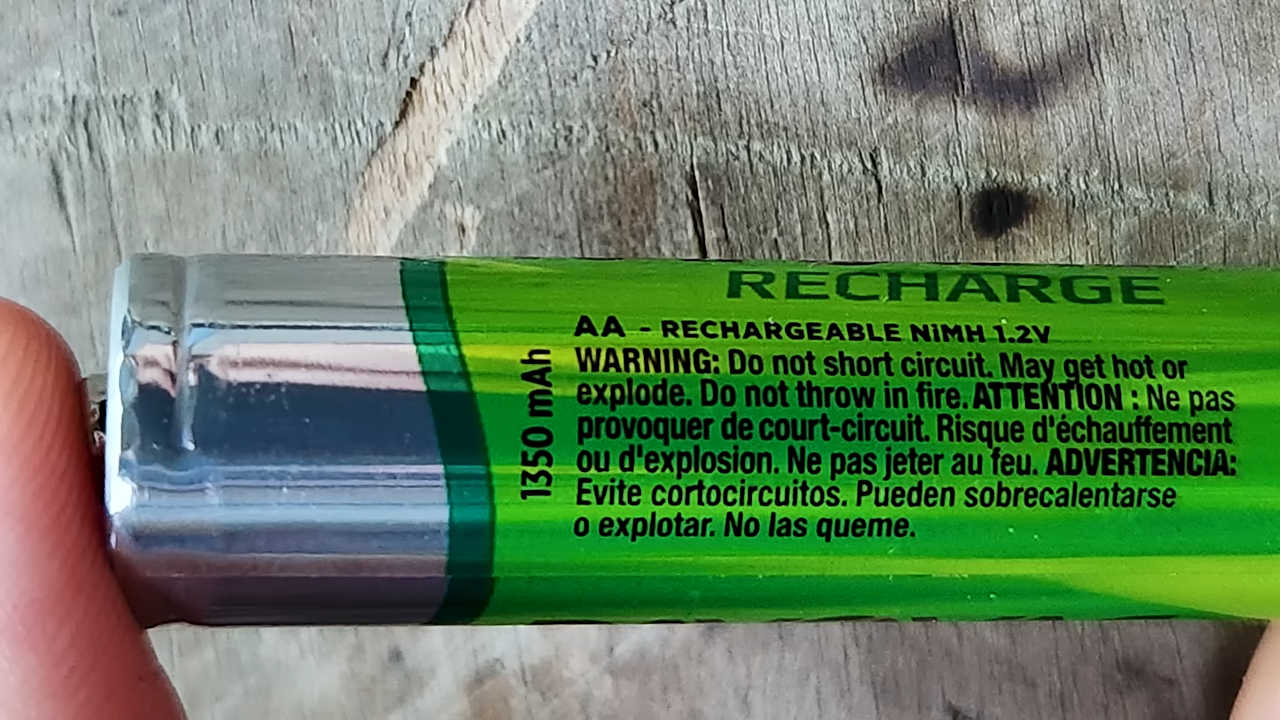 RECHARGE
AA - RECHARGEABLE NiMH 1.2V
1350 mAh
WARNING: Do not short circuit. May get hot or
explode. Do not throw in fire. ATTENTION : Ne pas
provoquer de court-circuit. Risque d'échauffement
ou d'explosion. Ne pas jeter au feu. ADVERTENCIA:
Evite cortocircuitos. Pueden sobrecalentarse
o explotar. No las queme.